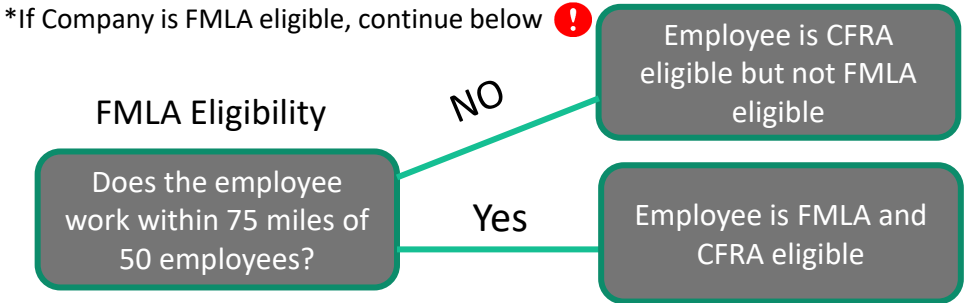 *If Company is FMLA eligible, continue below
FMLA Eligibility
Does the employee
work within 75 miles of
50 employees?
NO
Employee is CFRA
eligible but not FMLA
eligible
Yes
Employee is FMLA and
CFRA eligible